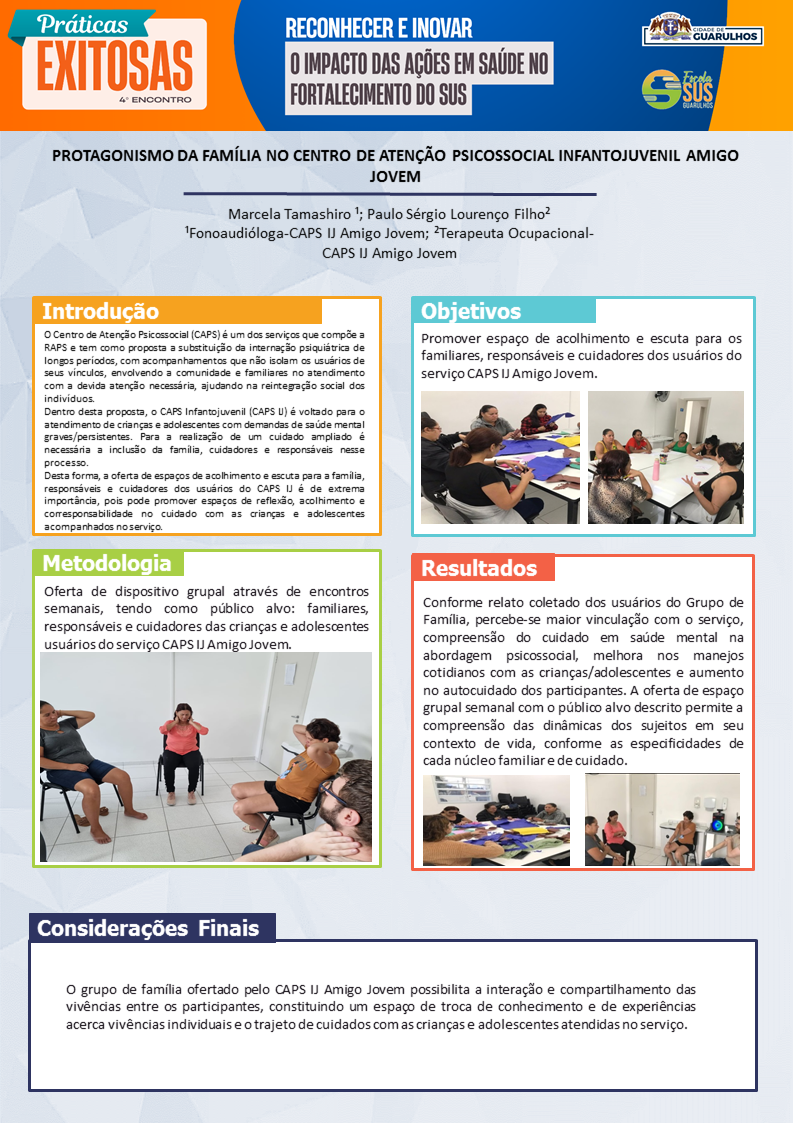 Práticas
EXITOSAS
4° ENCONTRO
RECONHECER E INOVAR
O IMPACTO DAS AÇÕES EM SAÚDE NO
FORTALECIMENTO DO SUS
CIDADE DE
GUARULHOS
Escola
SUS
GUARULHOS
PROTAGONISMO DA FAMÍLIA NO CENTRO DE ATENÇÃO PSICOSSOCIAL INFANTOJUVENIL AMIGO
JOVEM
Marcela Tamashiro ¹; Paulo Sérgio Lourenço Filho²
¹Fonoaudióloga-CAPS IJ Amigo Jovem; ²Terapeuta Ocupacional-
CAPS IJ Amigo Jovem
Introdução
O Centro de Atenção Psicossocial (CAPS) é um dos serviços que compõe a
RAPS e tem como proposta a substituição da internação psiquiátrica de
longos períodos, com acompanhamentos que não isolam os usuários de
seus vínculos, envolvendo a comunidade e familiares no atendimento
com a devida atenção necessária, ajudando na reintegração social dos
indivíduos.
Dentro desta proposta, o CAPS Infantojuvenil (CAPS IJ) é voltado para o
atendimento de crianças e adolescentes com demandas de saúde mental
graves/persistentes. Para a realização de um cuidado ampliado é
necessária a inclusão da família, cuidadores e responsáveis nesse
processo.
Desta forma, a oferta de espaços de acolhimento e escuta para a família,
responsáveis e cuidadores dos usuários do CAPS IJ é de extrema
importância, pois pode promover espaços de reflexão, acolhimento e
corresponsabilidade no cuidado com as crianças e adolescentes
acompanhados no serviço.
Objetivos
Promover espaço de acolhimento e escuta para os
familiares, responsáveis e cuidadores dos usuários do
serviço CAPS IJ Amigo Jovem.
Metodologia
Oferta de dispositivo grupal através de encontros
semanais, tendo como público alvo: familiares,
responsáveis e cuidadores das crianças e adolescentes
usuários do serviço CAPS IJ Amigo Jovem.
Resultados
Conforme relato coletado dos usuários do Grupo de
Família, percebe-se maior vinculação com o serviço,
compreensão do cuidado em saúde mental na
abordagem psicossocial, melhora nos manejos
cotidianos com as crianças/adolescentes e aumento
no autocuidado dos participantes. A oferta de espaço
grupal semanal com o público alvo descrito permite a
compreensão das dinâmicas dos sujeitos em seu
contexto de vida, conforme as especificidades de
cada núcleo familiar e de cuidado.
Considerações Finais
O grupo de família ofertado pelo CAPS IJ Amigo Jovem possibilita a interação e compartilhamento das
vivências entre os participantes, constituindo um espaço de troca de conhecimento e de experiências
acerca vivências individuais e o trajeto de cuidados com as crianças e adolescentes atendidas no serviço.